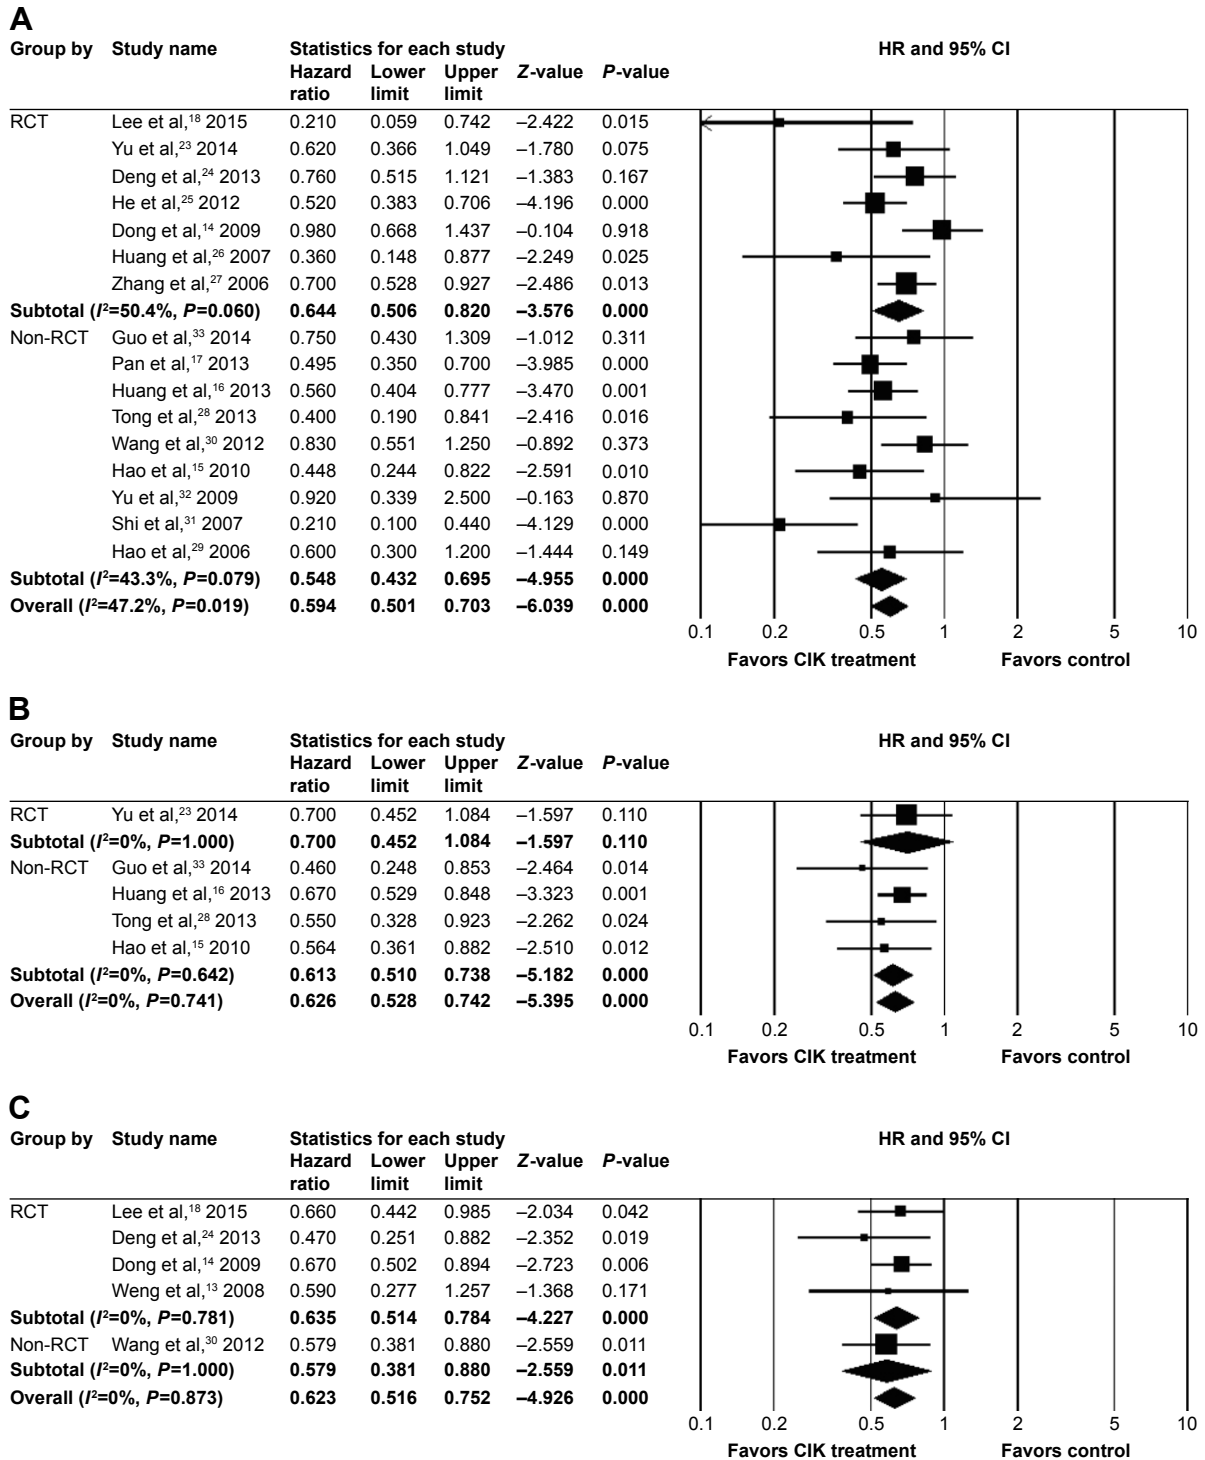 A
Group by Study name Statistics for each study HR and 95% CI
Hazard ratio Lower limit Upper limit Z-value P-value
RCT Lee et al,18 2015 0.210 0.059 0.742 –2.422 0.015
Yu et al,23 2014 0.620 0.366 1.049 –1.780 0.075
Deng et al,24 2013 0.760 0.515 1.121 –1.383 0.167
He et al,25 2012 0.520 0.383 0.706 –4.196 0.000
Dong et al,14 2009 0.980 0.668 1.437 –0.104 0.918
Huang et al,26 2007 0.360 0.148 0.877 –2.249 0.025
Zhang et al,27 2006 0.700 0.528 0.927 –2.486 0.013
Subtotal (I²=50.4%, P=0.060) 0.644 0.506 0.820 –3.576 0.000
Non-RCT Guo et al,33 2014 0.750 0.430 1.309 –1.012 0.311
Pan et al,17 2013 0.495 0.350 0.700 –3.985 0.000
Huang et al,16 2013 0.560 0.404 0.777 –3.470 0.001
Tong et al,28 2013 0.400 0.190 0.841 –2.416 0.016
Wang et al,30 2012 0.830 0.551 1.250 –0.892 0.373
Hao et al,15 2010 0.448 0.244 0.822 –2.591 0.010
Yu et al,32 2009 0.920 0.339 2.500 –0.163 0.870
Shi et al,31 2007 0.210 0.100 0.440 –4.129 0.000
Hao et al,29 2006 0.600 0.300 1.200 –1.444 0.149
Subtotal (I²=43.3%, P=0.079) 0.548 0.432 0.695 –4.955 0.000
Overall (I²=47.2%, P=0.019) 0.594 0.501 0.703 –6.039 0.000
0.1 0.2 0.5 1 2 5 10
Favors CIK treatment Favors control
B
Group by Study name Statistics for each study HR and 95% CI
Hazard ratio Lower limit Upper limit Z-value P-value
RCT Yu et al,23 2014 0.700 0.452 1.084 –1.597 0.110
Subtotal (I²=0%, P=1.000) 0.700 0.452 1.084 –1.597 0.110
Non-RCT Guo et al,33 2014 0.460 0.248 0.853 –2.464 0.014
Huang et al,16 2013 0.670 0.529 0.848 –3.323 0.001
Tong et al,28 2013 0.550 0.328 0.923 –2.262 0.024
Hao et al,15 2010 0.564 0.361 0.882 –2.510 0.012
Subtotal (I²=0%, P=0.642) 0.613 0.510 0.738 –5.182 0.000
Overall (I²=0%, P=0.741) 0.626 0.528 0.742 –5.395 0.000
0.1 0.2 0.5 1 2 5 10
Favors CIK treatment Favors control
C
Group by Study name Statistics for each study HR and 95% CI
Hazard ratio Lower limit Upper limit Z-value P-value
RCT Lee et al,18 2015 0.660 0.442 0.985 –2.034 0.042
Deng et al,24 2013 0.470 0.251 0.882 –2.352 0.019
Dong et al,14 2009 0.670 0.502 0.894 –2.723 0.006
Weng et al,13 2008 0.590 0.277 1.257 –1.368 0.171
Subtotal (I²=0%, P=0.781) 0.635 0.514 0.784 –4.227 0.000
Non-RCT Wang et al,30 2012 0.579 0.381 0.880 –2.559 0.011
Subtotal (I²=0%, P=1.000) 0.579 0.381 0.880 –2.559 0.011
Overall (I²=0%, P=0.873) 0.623 0.516 0.752 –4.926 0.000
0.1 0.2 0.5 1 2 5 10
Favors CIK treatment Favors control